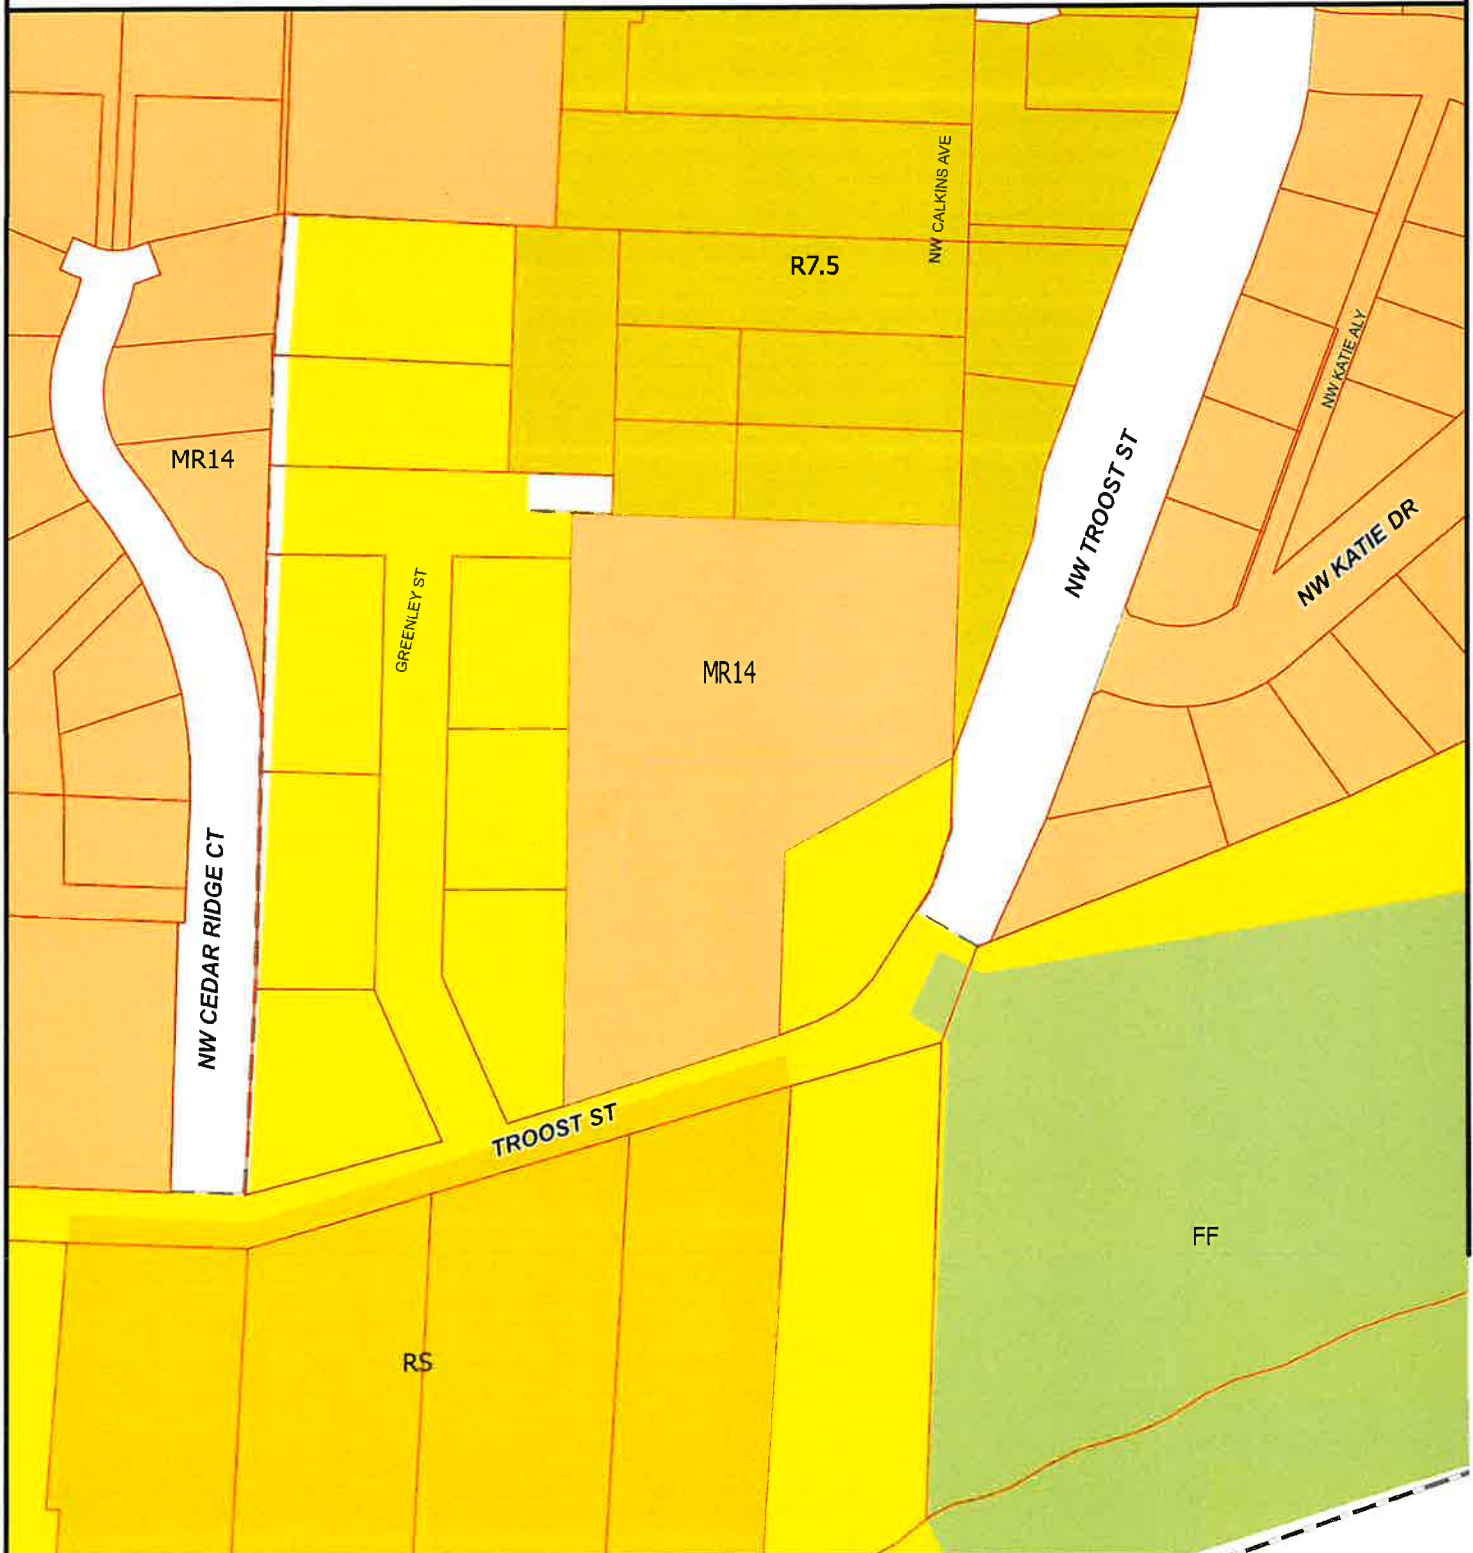 NW CALKINS AVE
R7.5
NW KATIE ALY
MR14
NW TROOST ST
NW KATIE DR
GREENLEY ST
MR14
NW CEDAR RIDGE CT
TROOST ST
FF
RS